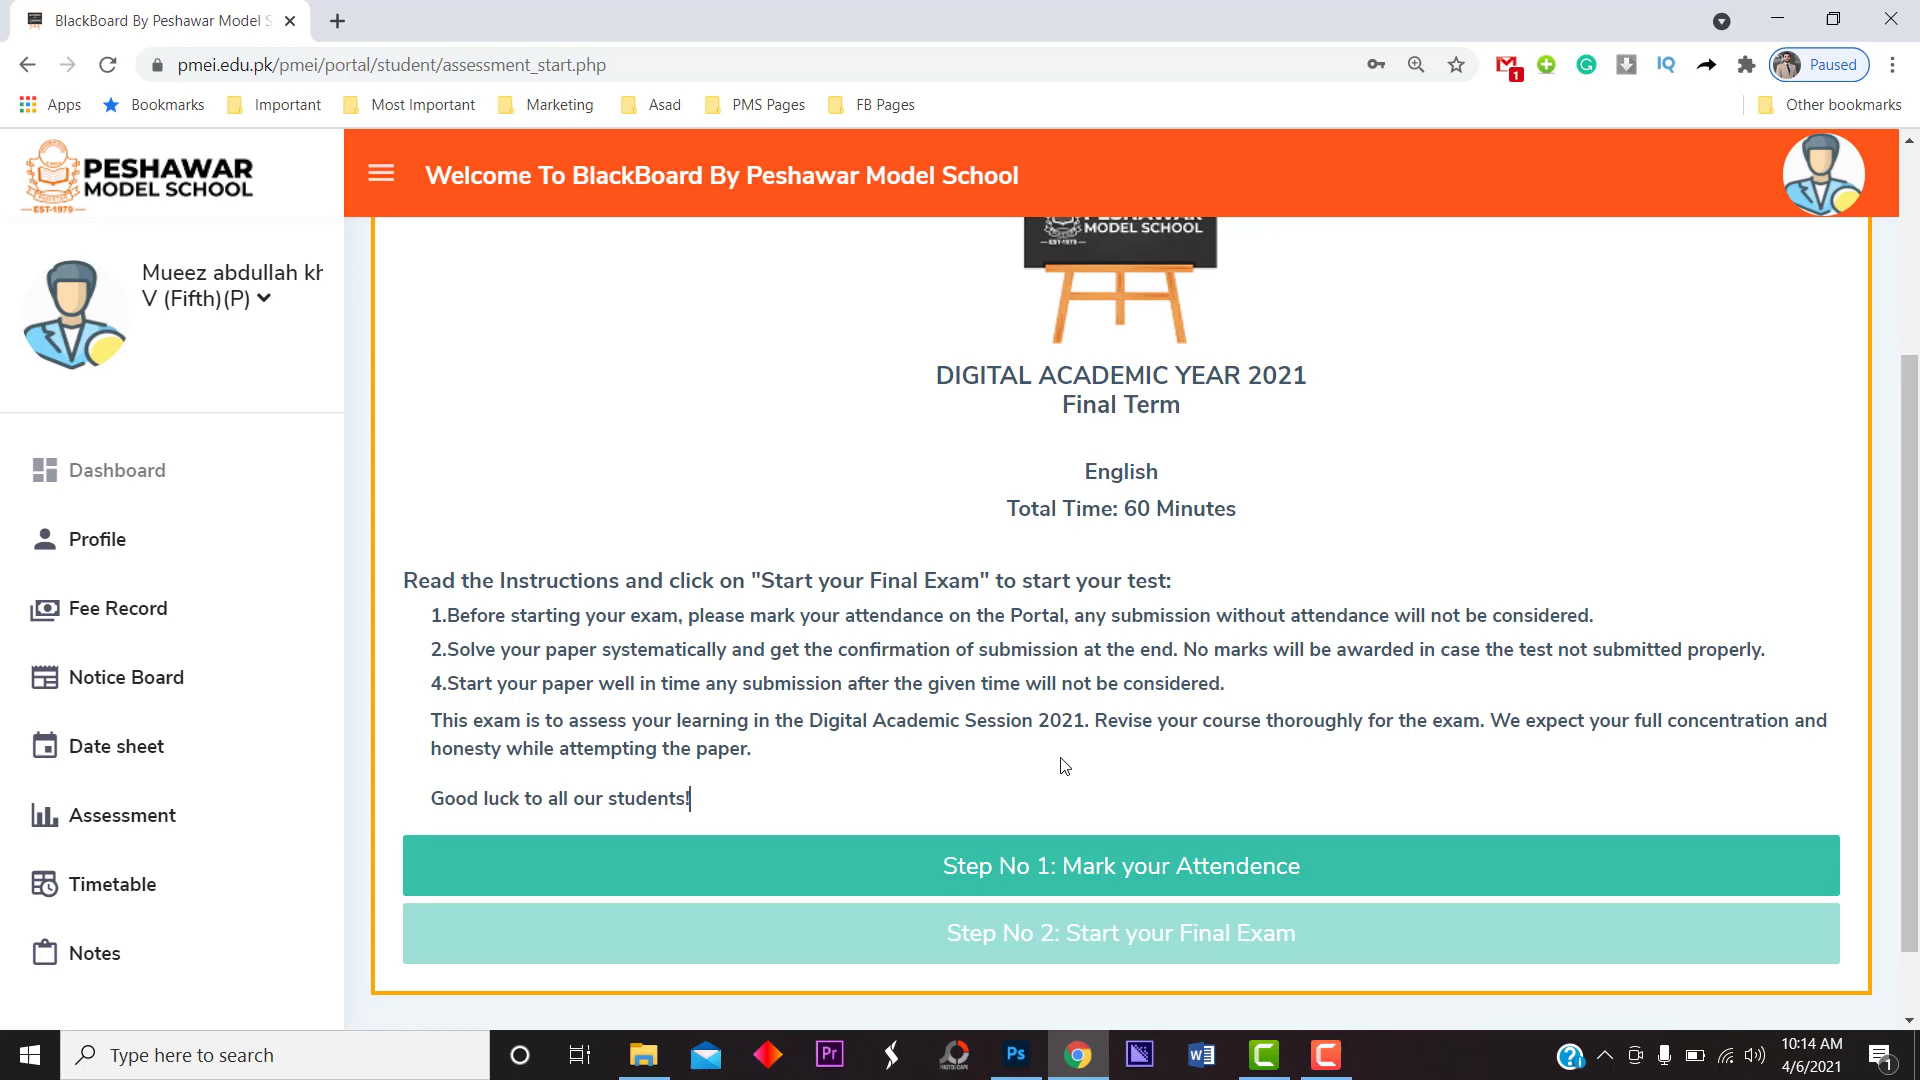 BlackBoard By Peshawar Model S
pmei.edu.pk/pmei/portal/student/assessment_start.php
1
Paused
Apps
Bookmarks
Important
Most Important
Marketing
Asad
PMS Pages
FB Pages
Other bookmarks
PESHAWAR
MODEL SCHOOL
EST-1979
Welcome To BlackBoard By Peshawar Model School
Mueez abdullah kh
V (Fifth)(P)
Dashboard
Profile
Fee Record
Notice Board
Date sheet
Assessment
Timetable
Notes
MODEL SCHOOL
EST-1979
DIGITAL ACADEMIC YEAR 2021
Final Term
English
Total Time: 60 Minutes
Read the Instructions and click on "Start your Final Exam" to start your test:
1.Before starting your exam, please mark your attendance on the Portal, any submission without attendance will not be considered.
2.Solve your paper systematically and get the confirmation of submission at the end. No marks will be awarded in case the test not submitted properly.
4.Start your paper well in time any submission after the given time will not be considered.
This exam is to assess your learning in the Digital Academic Session 2021. Revise your course thoroughly for the exam. We expect your full concentration and
honesty while attempting the paper.
Good luck to all our students!
Step No 1: Mark your Attendence
Step No 2: Start your Final Exam
Type here to search
Pr
Ps
10:14 AM
4/6/2021
1